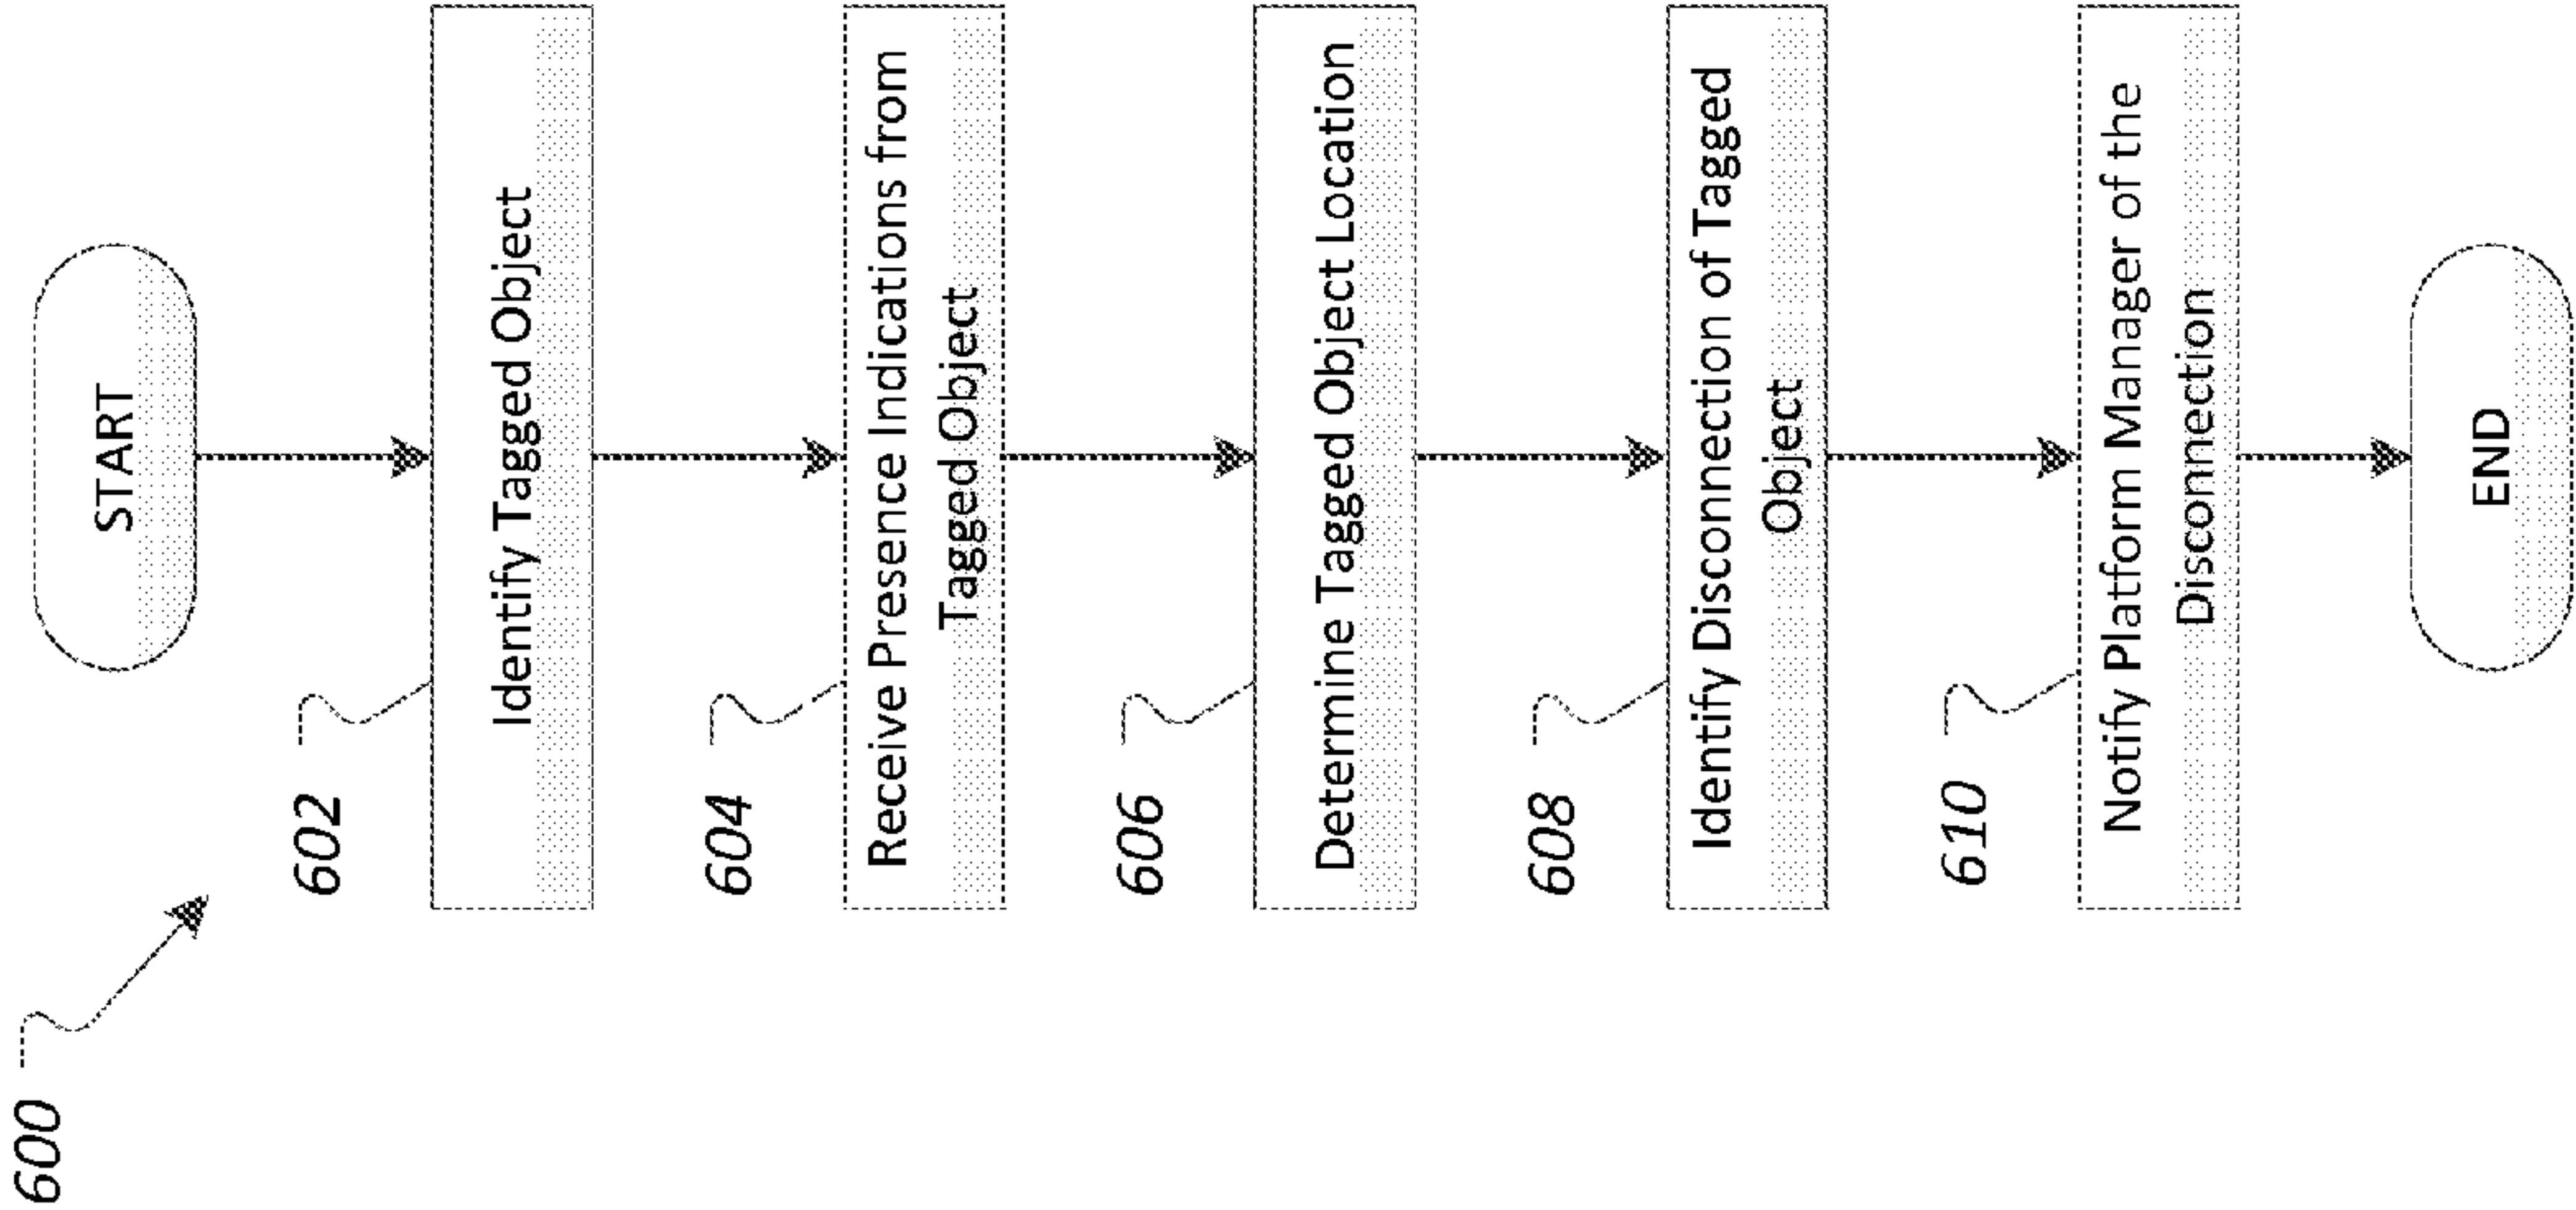 600
START
602
Identify Tagged Object
604
Receive Presence Indications from
Tagged Object
606
Determine Tagged Object Location
608
Identify Disconnection of Tagged
Object
610
Notify Platform Manager of the
Disconnection
END